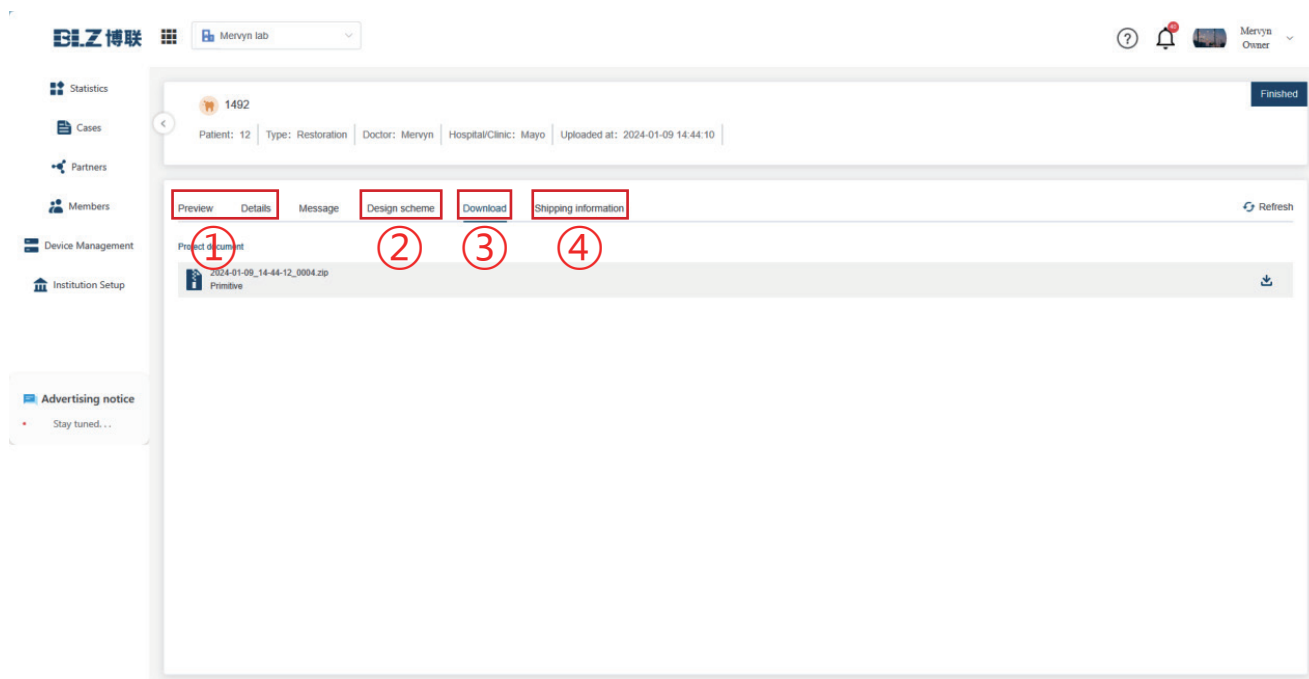 BLZ博联
Mervyn lab
Mervyn
Owner
Statistics
Cases
Partners
Members
Device Management
Institution Setup
Advertising notice
Stay tuned. . .
1492
Finished
Patient: 12 Type: Restoration Doctor: Mervyn Hospital/Clinic: Mayo Uploaded at: 2024-01-09 14:44:10
Preview Details Message Design scheme Download Shipping information Refresh
① ② ③ ④
Project document
2024-01-09_14-44-12_0004.zip
Primitive